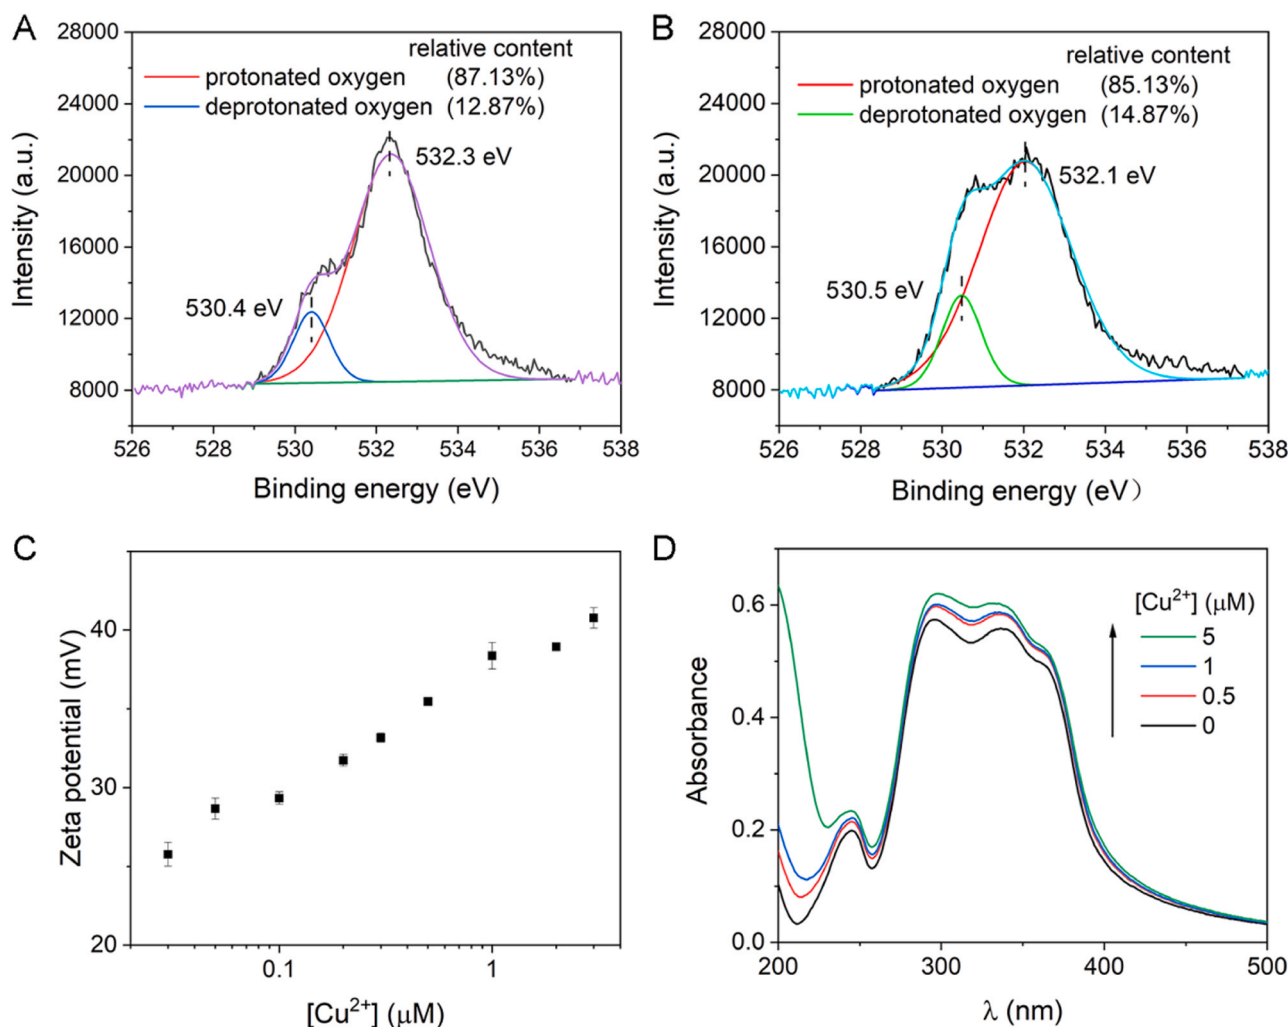 A
28000
24000
20000
16000
12000
8000
Intensity (a.u.)
relative content
protonated oxygen (87.13%)
deprotonated oxygen (12.87%)
532.3 eV
530.4 eV
526 528 530 532 534 536 538
Binding energy (eV)
B
28000
24000
20000
16000
12000
8000
Intensity (a.u.)
relative content
protonated oxygen (85.13%)
deprotonated oxygen (14.87%)
532.1 eV
530.5 eV
526 528 530 532 534 536 538
Binding energy (eV）
C
40
30
20
Zeta potential (mV)
0.1 1
[Cu²⁺] (μM)
D
0.6
0.4
0.2
0.0
Absorbance
[Cu²⁺] (μM)
5
1
0.5
0
200 300 400 500
λ (nm)